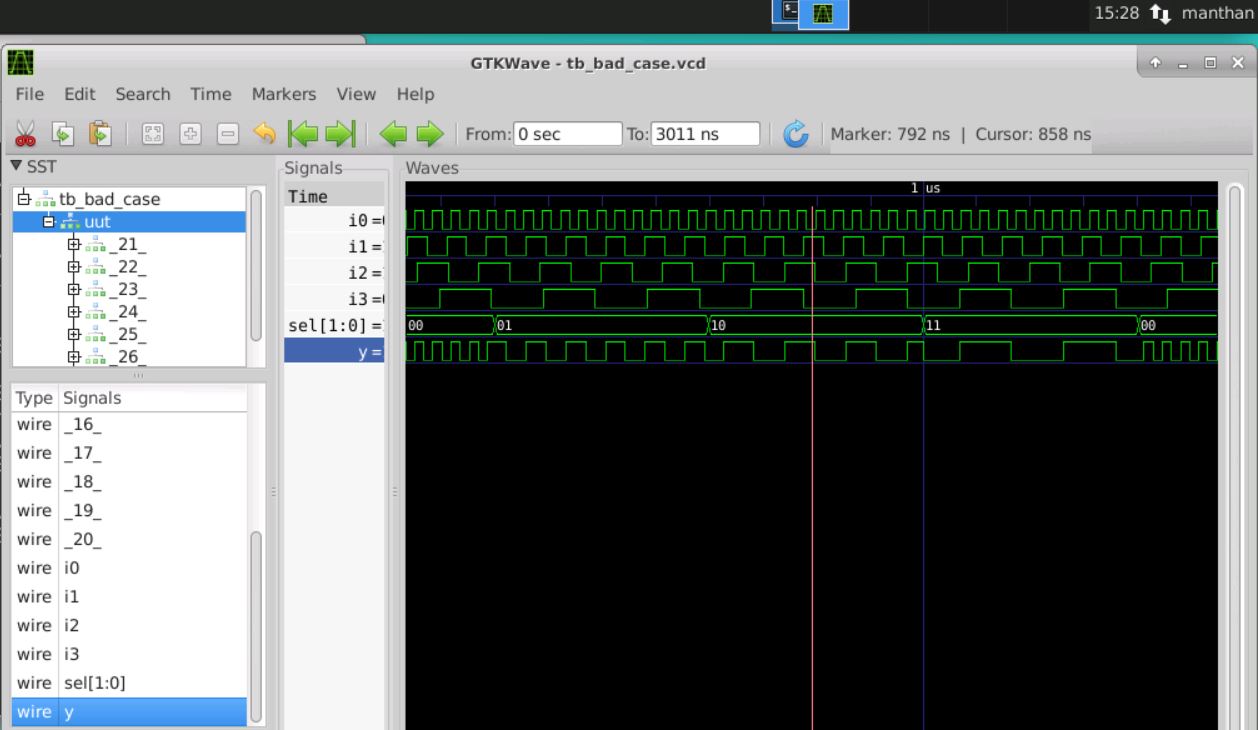 15:28 manthan
GTKWave - tb_bad_case.vcd
File Edit Search Time Markers View Help
From: 0 sec To: 3011 ns Marker: 792 ns | Cursor: 858 ns
SST
tb_bad_case
uut
_21_
_22_
_23_
_24_
_25_
_26_
Type Signals
wire _16_
wire _17_
wire _18_
wire _19_
wire _20_
wire i0
wire i1
wire i2
wire i3
wire sel[1:0]
wire y
Signals
Time
i0 =
i1 =
i2 =
i3 =
sel[1:0] =
y =
Waves
1 us
00 01 10 11 00